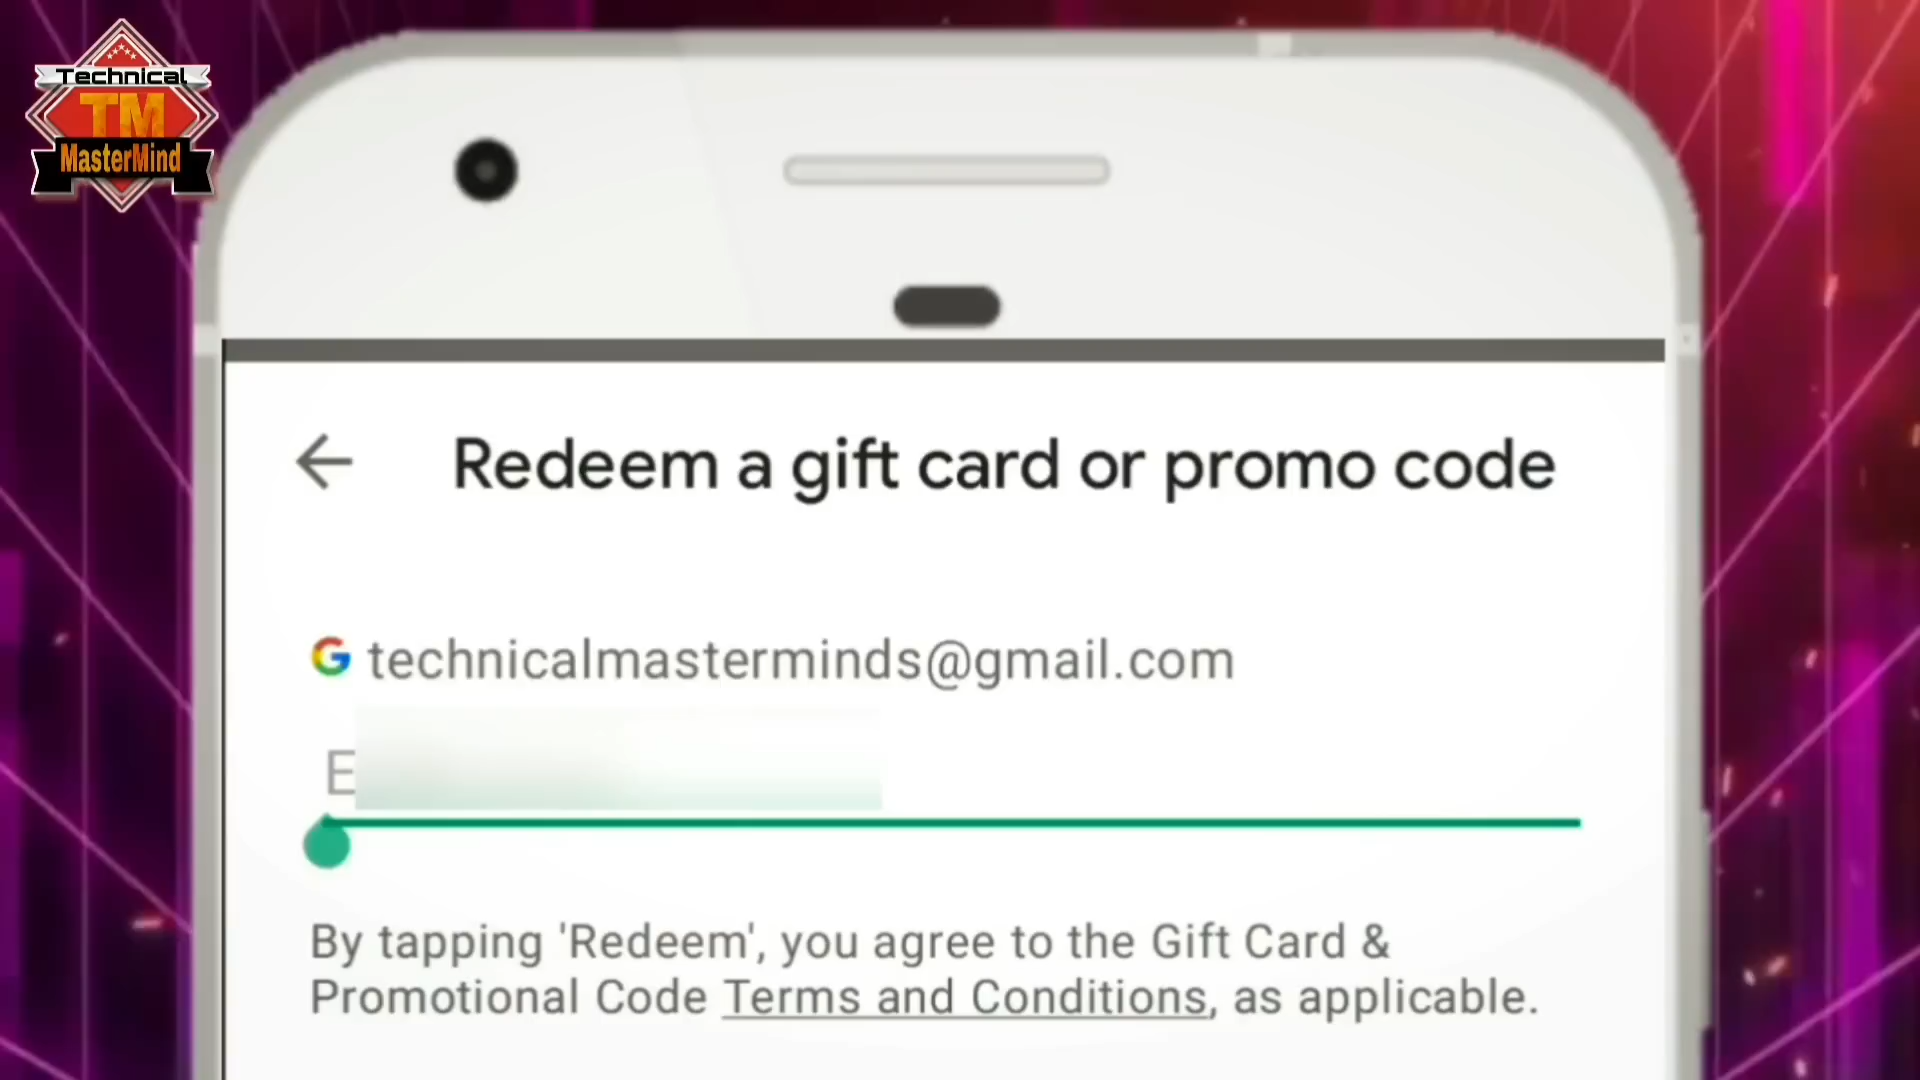 Technical
TM
MasterMind
Redeem a gift card or promo code
technicalmasterminds@gmail.com
E
By tapping 'Redeem', you agree to the Gift Card &
Promotional Code Terms and Conditions, as applicable.